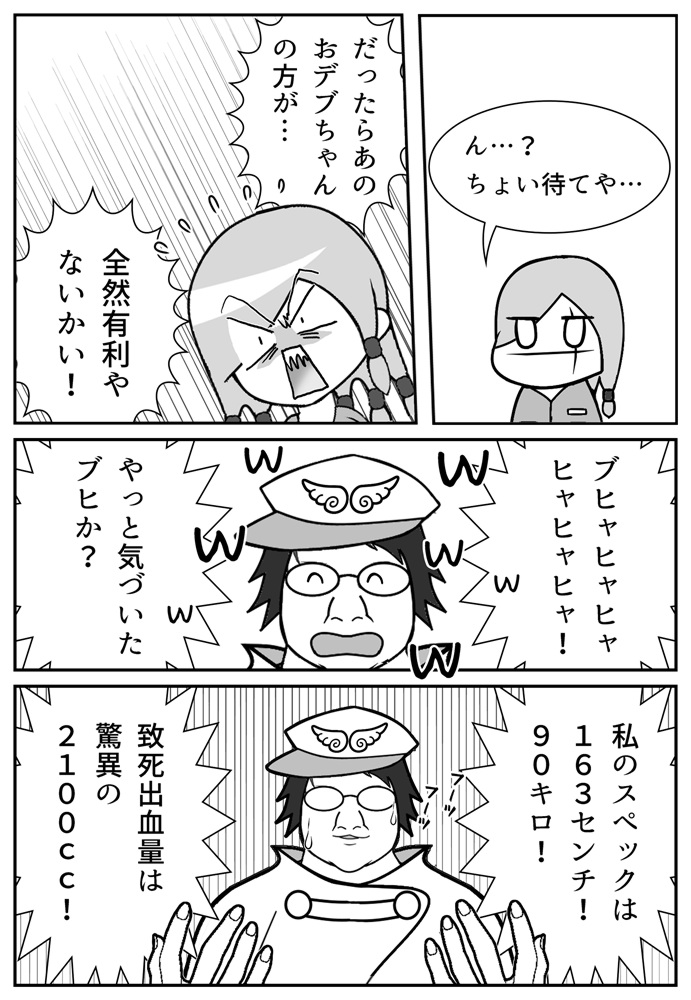 ん…？
ちょい待てや…
だったらあの
おデブちゃん
の方が…
全然有利や
ないかい！
ブヒャヒャヒャ
ヒャヒャヒャ！
w
w
w
w
w
w
w
やっと気づいた
ブヒか？
私のスペックは
１６３センチ！
９０キロ！
フッフッフッ
致死出血量は
驚異の
２１００ｃｃ！